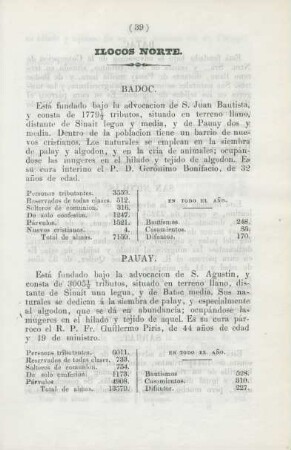 ( 39 )
ILOCOS NORTE.
BADOC.
Está fundado bajo la advocacion de S. Juan Bautista,
y consta de 1779½ tributos, situado en terreno llano,
distante de Sinait legua y media, y de Pauay dos y
media. Dentro de la poblacion tiene un barrio de nue-
vos cristianos. Los naturales se emplean en la siembra
de palay y algodon, y en la cria de animales; ocupán-
dose las mugeres en el hilado y tejido de algodon. Es
su cura interino el P. D. Gerónimo Bonifacio, de 32
años de edad.
Personas tributantes. 3559.
Reservados de todas clases. 512.
Solteros de comunion. 316.
De solo confesion. 1247.
Párvulos. 1521.
Nuevos cristianos. 4.
Total de almas. 7150.
EN TODO EL AÑO.
Bautismos. 248.
Casamientos. 85.
Difuntos. 170.
PAUAY.
Está fundado bajo la advocacion de S. Agustin, y
consta de 3005½ tributos, situado en terreno llano, dis-
tante de Sinait una legua, y de Batac media. Sus na-
turales se dedican á la siembra de palay, y especialmente
al algodon, que se dá en abundancia; ocupándose
las mugeres en el hilado y tejido de aquel. Es su cura pár-
roco el R. P. Fr. Guillermo Piris, de 44 años de edad
y 19 de ministro.
Personas tributantes. 6011.
Reservados de todas clases. 733.
Solteros de comunion. 754.
De solo confesion. 1173.
Párvulos 4908.
Total de almas. 13579.
EN TODO EL AÑO.
Bautismos 528.
Casamientos. 210.
Difuntos. 227.